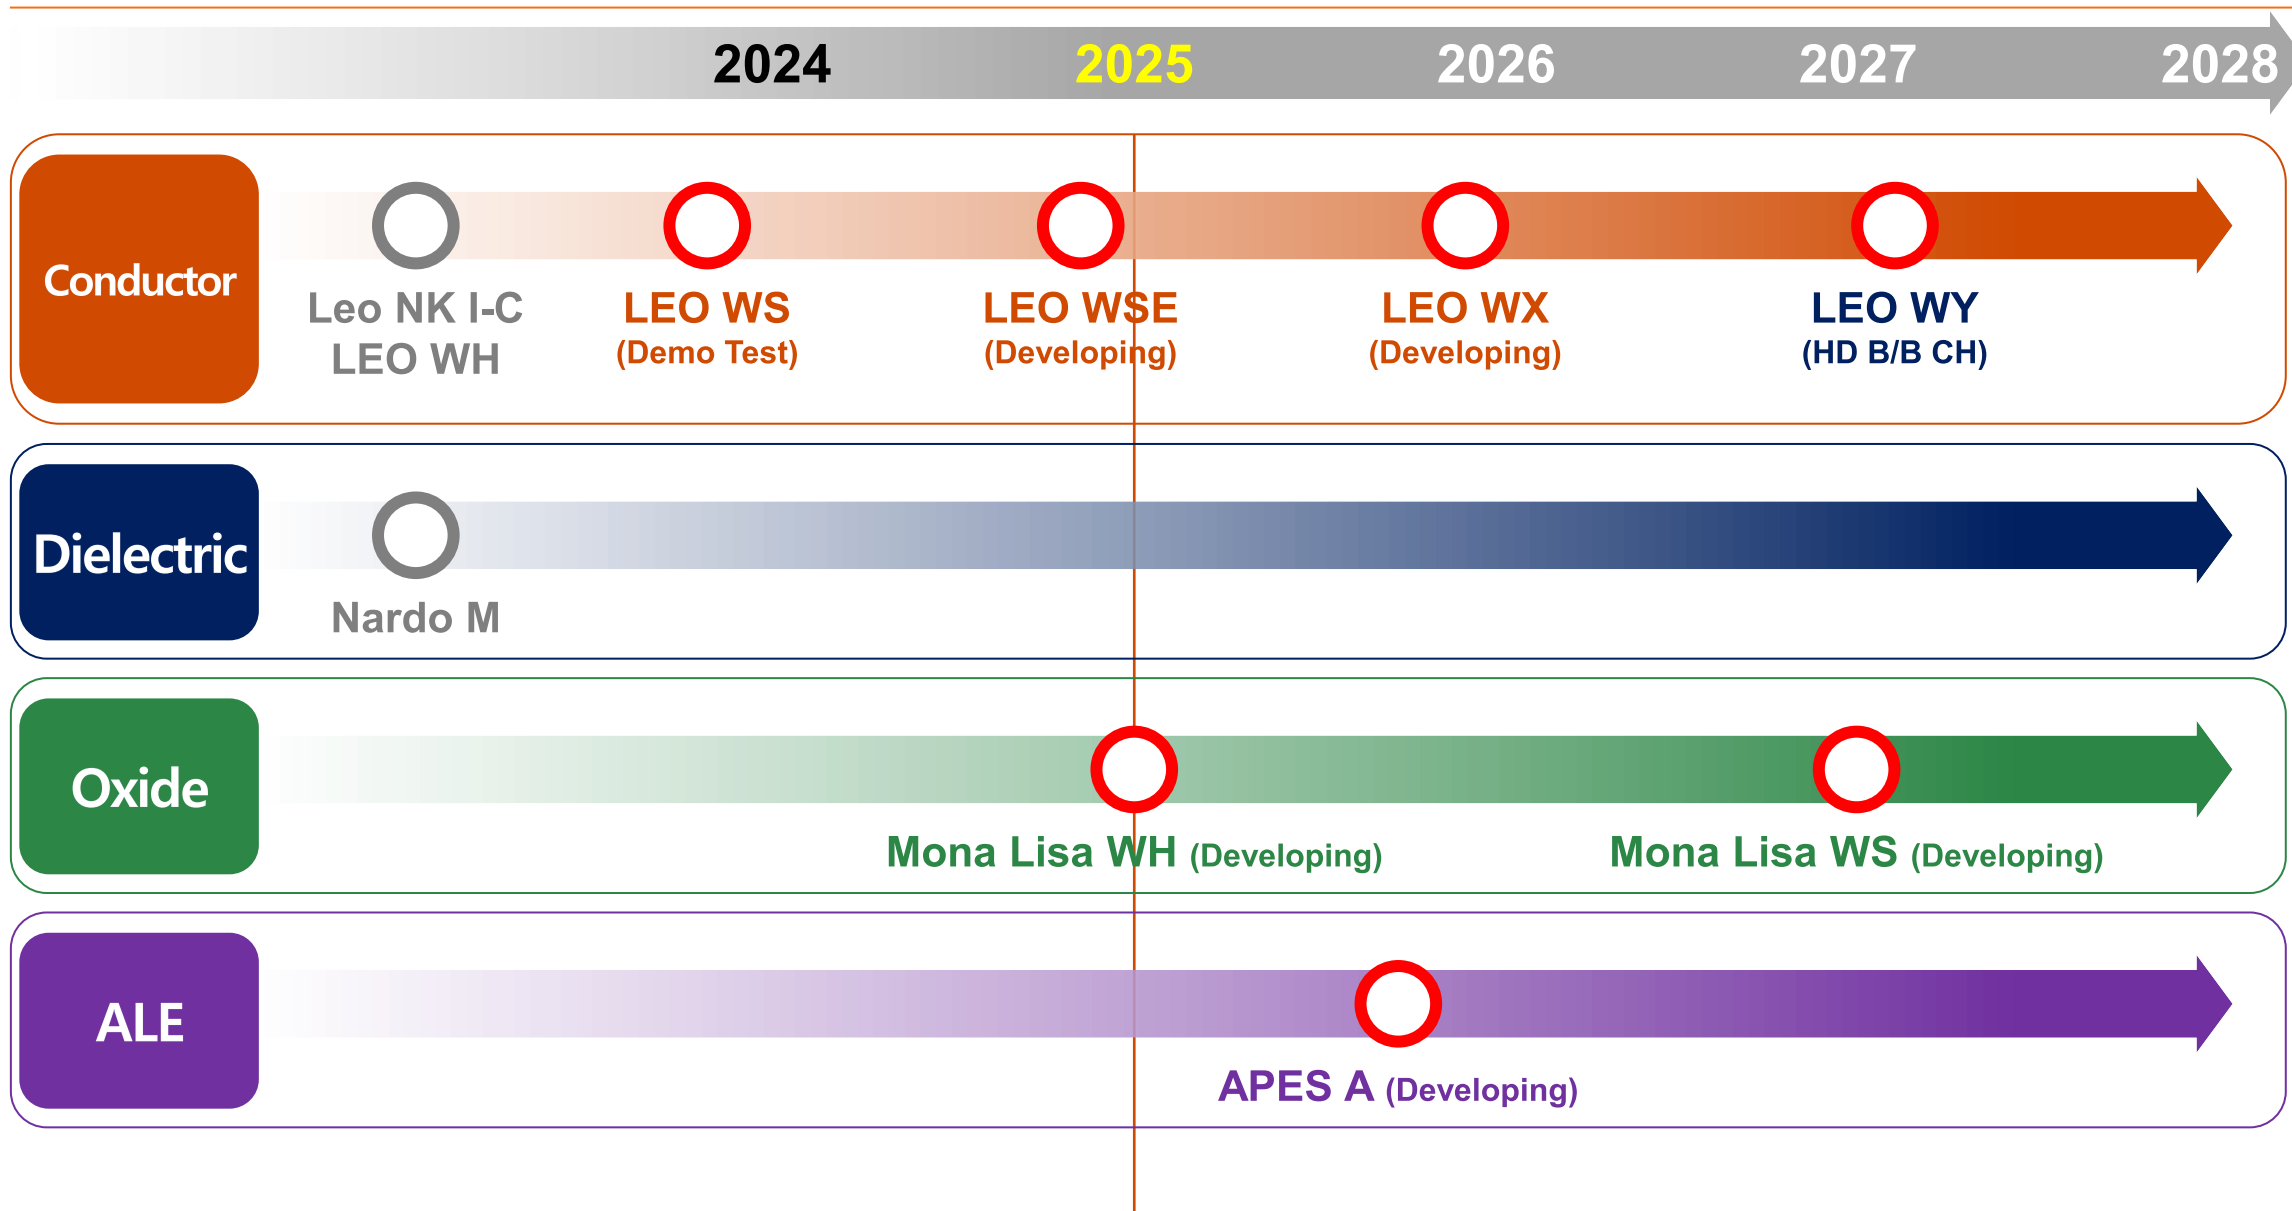 2024 2025 2026 2027 2028
Conductor
Leo NK I-C
LEO WH
LEO WS
(Demo Test)
LEO WSE
(Developing)
LEO WX
(Developing)
LEO WY
(HD B/B CH)
Dielectric
Nardo M
Oxide
Mona Lisa WH (Developing)
Mona Lisa WS (Developing)
ALE
APES A (Developing)